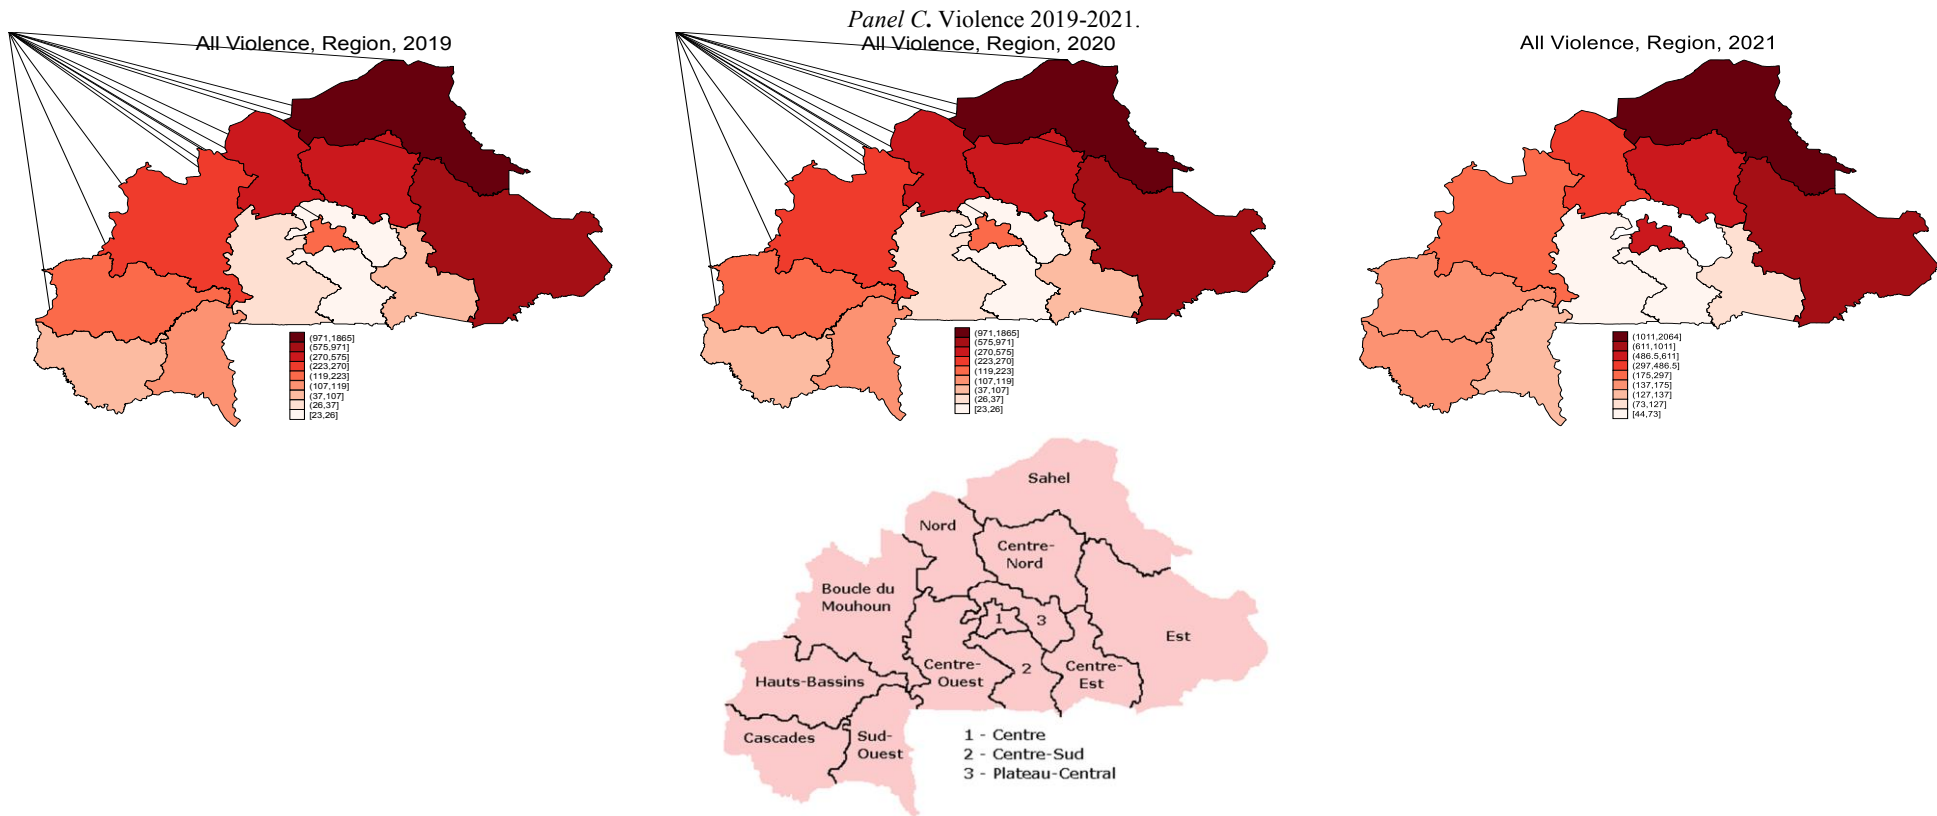 Panel C. Violence 2019-2021.
All Violence, Region, 2019
(971,1865]
(575,971]
(270,575]
(223,270]
(119,223]
(107,119]
(37,107]
(26,37]
[23,26]
All Violence, Region, 2020
(971,1865]
(575,971]
(270,575]
(223,270]
(119,223]
(107,119]
(37,107]
(26,37]
[23,26]
All Violence, Region, 2021
(1011,2064]
(611,1011]
(486.5,611]
(297,486.5]
(175,297]
(137,175]
(127,137]
(73,127]
[44,73]
Sahel
Nord
Centre-
Nord
Boucle du
Mouhoun
1
3
Est
Centre-
Ouest
2
Centre-
Est
Hauts-Bassins
Cascades
Sud-
Ouest
1 - Centre
2 - Centre-Sud
3 - Plateau-Central